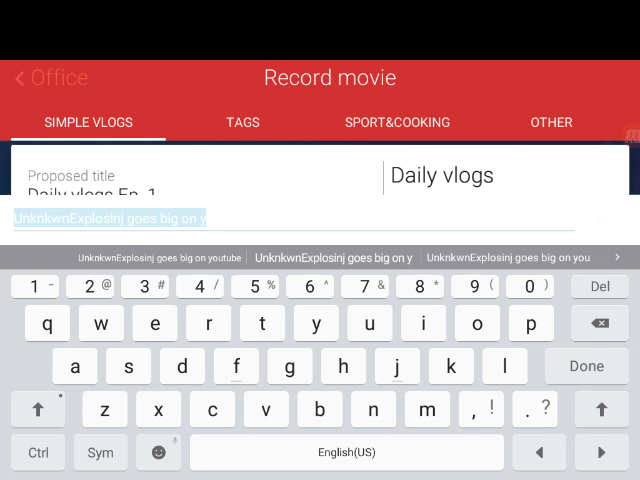 Office
Record movie
SIMPLE VLOGS TAGS SPORT&COOKING OTHER
Proposed title
Daily vlogs
Daily vlogs Ep. 1
UnknkwnExplosinj goes big on y
UnknkwnExplosinj goes big on youtube UnknkwnExplosinj goes big on y UnknkwnExplosinj goes big on you
1 - 2 @ 3 # 4 / 5 % 6 ^ 7 & 8 * 9 ( 0 ) Del
q w e r t y u i o p
a s d f g h j k l Done
z x c v b n m , ! . ?
Ctrl Sym English(US)